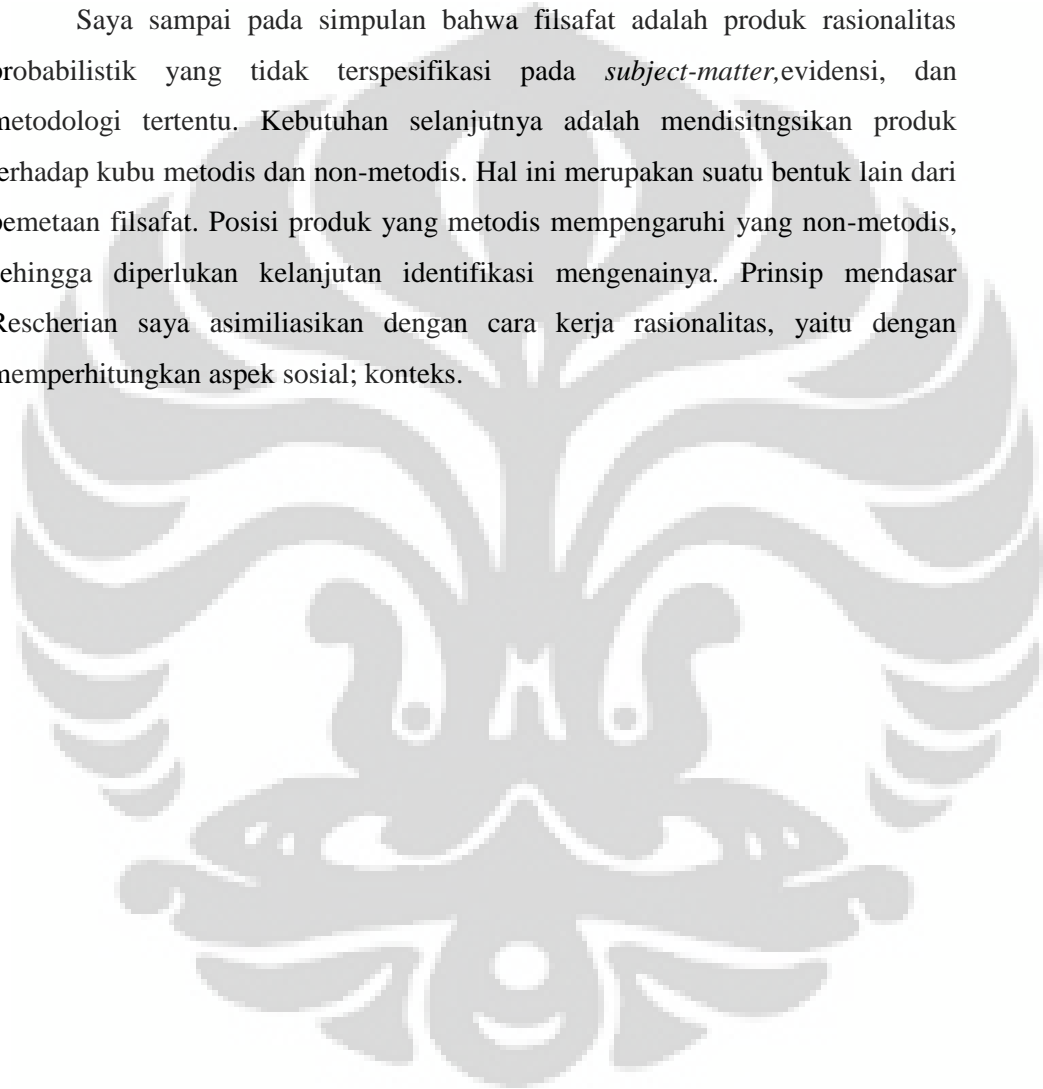 Saya sampai pada simpulan bahwa filsafat adalah produk rasionalitas
probabilistik yang tidak terspesifikasi pada subject-matter,evidensi, dan
metodologi tertentu. Kebutuhan selanjutnya adalah mendisitngsikan produk
terhadap kubu metodis dan non-metodis. Hal ini merupakan suatu bentuk lain dari
pemetaan filsafat. Posisi produk yang metodis mempengaruhi yang non-metodis,
sehingga diperlukan kelanjutan identifikasi mengenainya. Prinsip mendasar
Rescherian saya asimiliasikan dengan cara kerja rasionalitas, yaitu dengan
memperhitungkan aspek sosial; konteks.